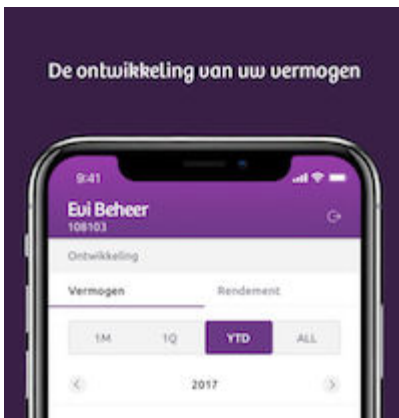 De ontwikkeling van uw vermogen
9:41
Evi Beheer
108103
Ontwikkeling
Vermogen Rendement
1M 1Q YTD ALL
2017